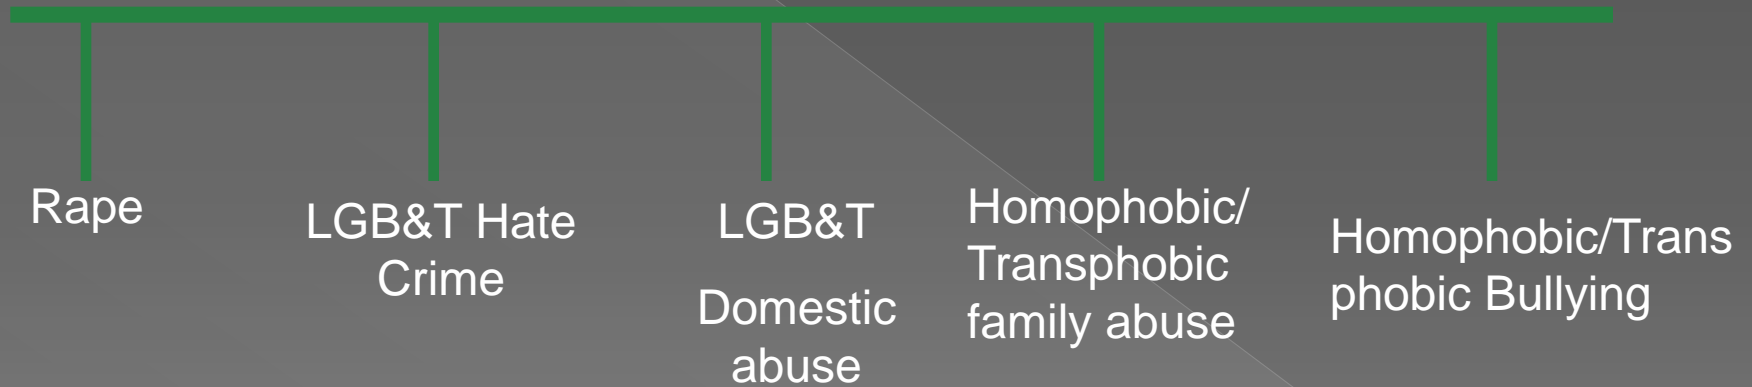 Rape
LGB&T Hate
Crime
LGB&T
Domestic
abuse
Homophobic/
Transphobic
family abuse
Homophobic/Trans
phobic Bullying